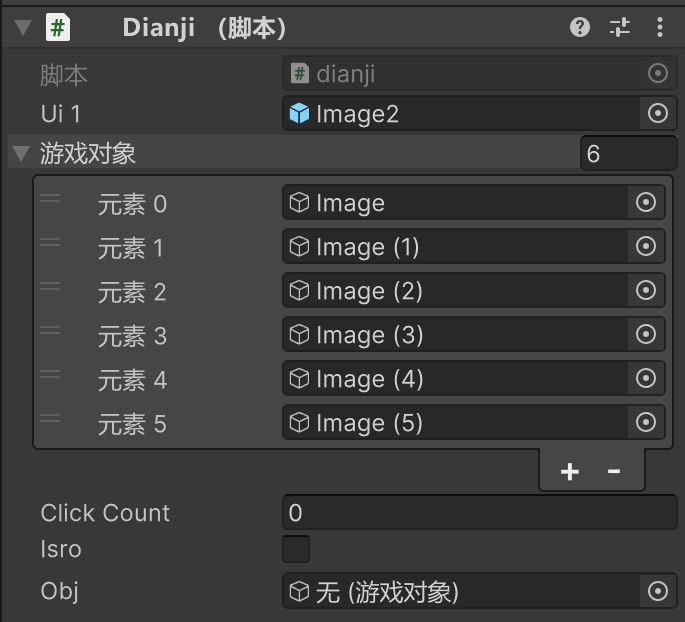 # Dianji （脚本）
脚本 # dianji
Ui 1 Image2
游戏对象 6
元素 0 Image
元素 1 Image (1)
元素 2 Image (2)
元素 3 Image (3)
元素 4 Image (4)
元素 5 Image (5)
+ -
Click Count 0
Isro
Obj 无 (游戏对象)